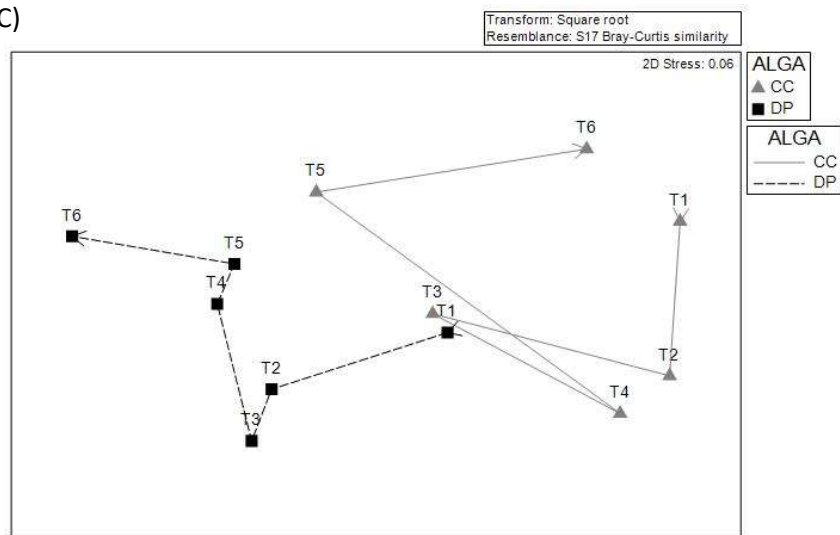 C)
Transform: Square root
Resemblance: S17 Bray-Curtis similarity
2D Stress: 0.06
ALGA
CC
DP
ALGA
CC
DP
T6
T5
T1
T6
T5
T4
T3
T1
T2
T2
T4
T3